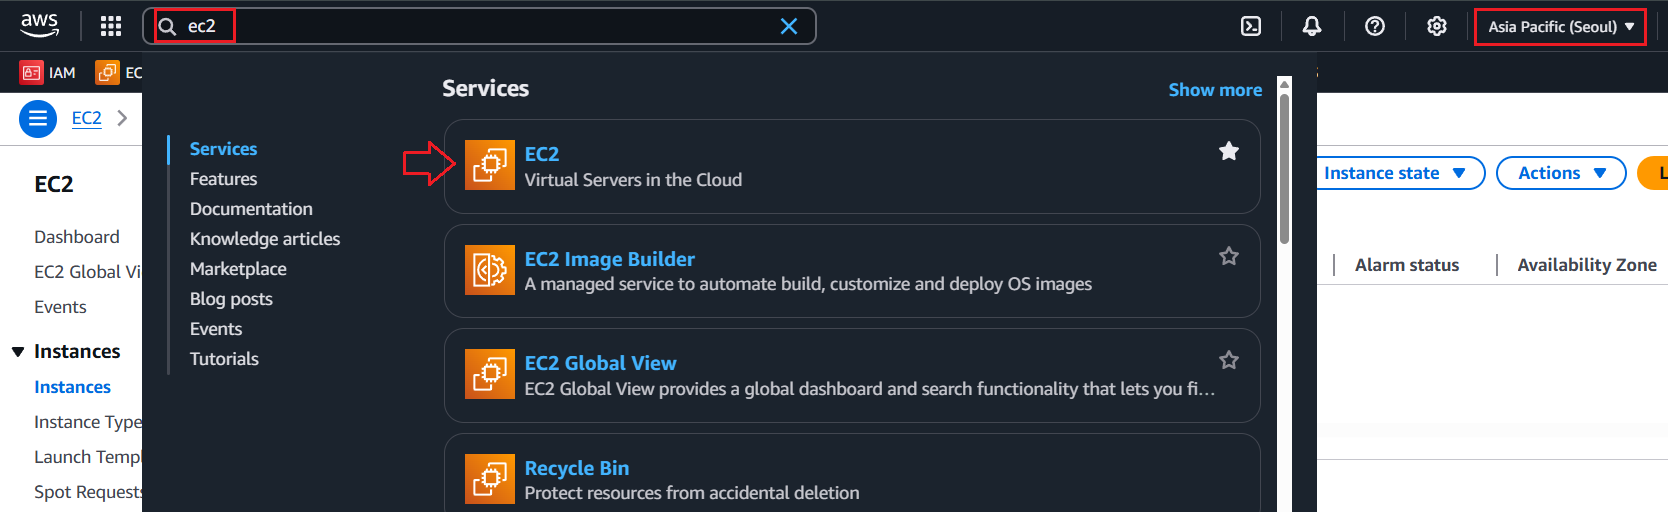 aws
ec2
Asia Pacific (Seoul)
IAM
EC
EC2
EC2
Dashboard
EC2 Global Vi
Events
Instances
Instances
Instance Type
Launch Templ
Spot Requests
Services
Features
Documentation
Knowledge articles
Marketplace
Blog posts
Events
Tutorials
Services
Show more
EC2
Virtual Servers in the Cloud
EC2 Image Builder
A managed service to automate build, customize and deploy OS images
EC2 Global View
EC2 Global View provides a global dashboard and search functionality that lets you fi...
Recycle Bin
Protect resources from accidental deletion
Instance state
Actions
L
Alarm status
Availability Zone